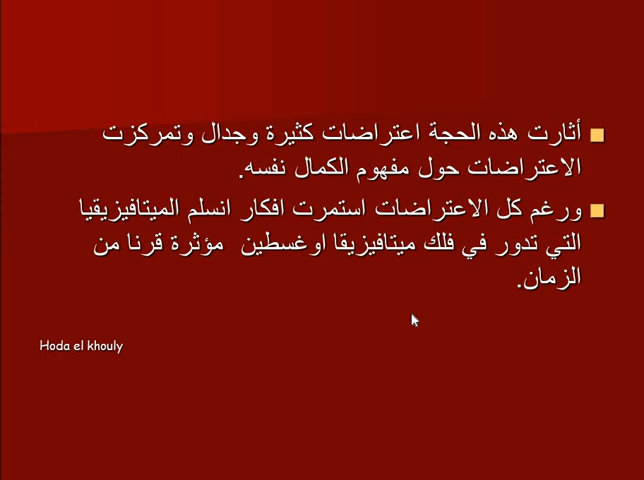 أثارت هذه الحجة اعتراضات كثيرة وجدال وتمركزت
الاعتراضات حول مفهوم الكمال نفسه.
ورغم كل الاعتراضات استمرت افكار انسلم الميتافيزيقيا
التي تدور في فلك ميتافيزيقا اوغسطين مؤثرة قرنا من
الزمان.
Hoda el khouly